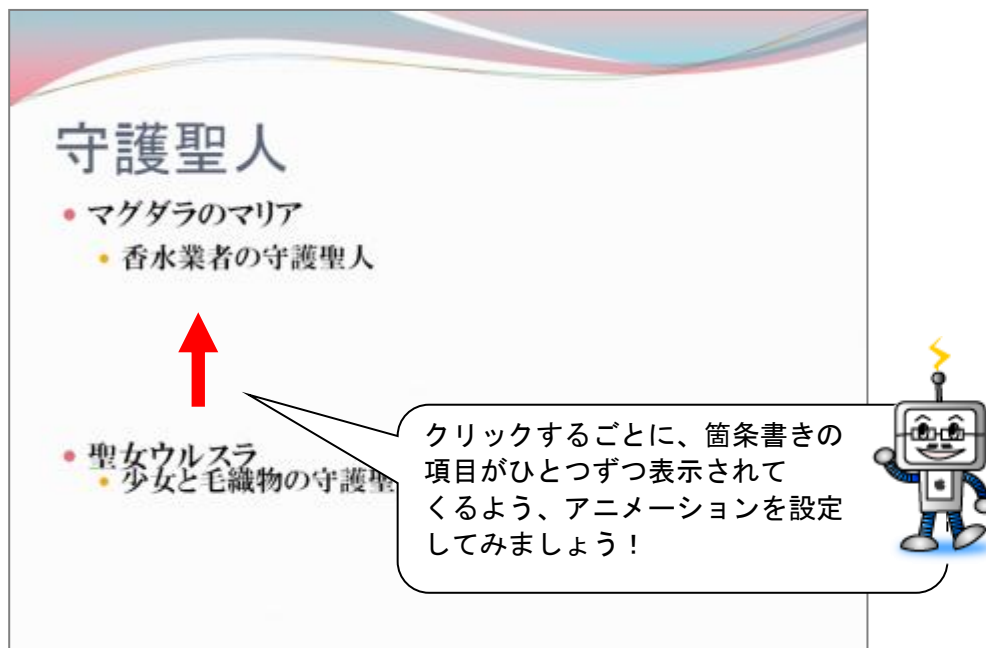 守護聖人
• マグダラのマリア
• 香水業者の守護聖人
• 聖女ウルスラ
• 少女と毛織物の守護聖
クリックするごとに、箇条書きの
項目がひとつずつ表示されて
くるよう、アニメーションを設定
してみましょう！